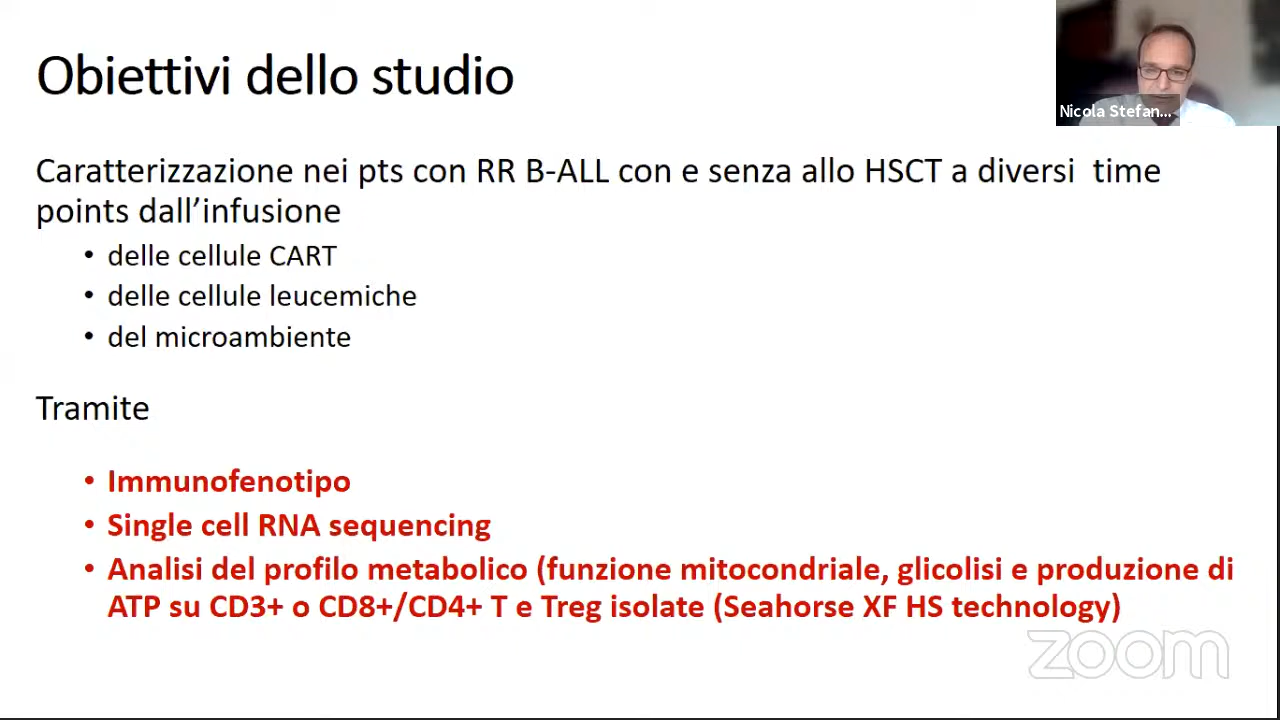 Obiettivi dello studio
Nicola Stefan...
Caratterizzazione nei pts con RR B-ALL con e senza allo HSCT a diversi time
points dall'infusione
• delle cellule CART
• delle cellule leucemiche
• del microambiente
Tramite
• Immunofenotipo
• Single cell RNA sequencing
• Analisi del profilo metabolico (funzione mitocondriale, glicolisi e produzione di
ATP su CD3+ o CD8+/CD4+ T e Treg isolate (Seahorse XF HS technology)
zoom